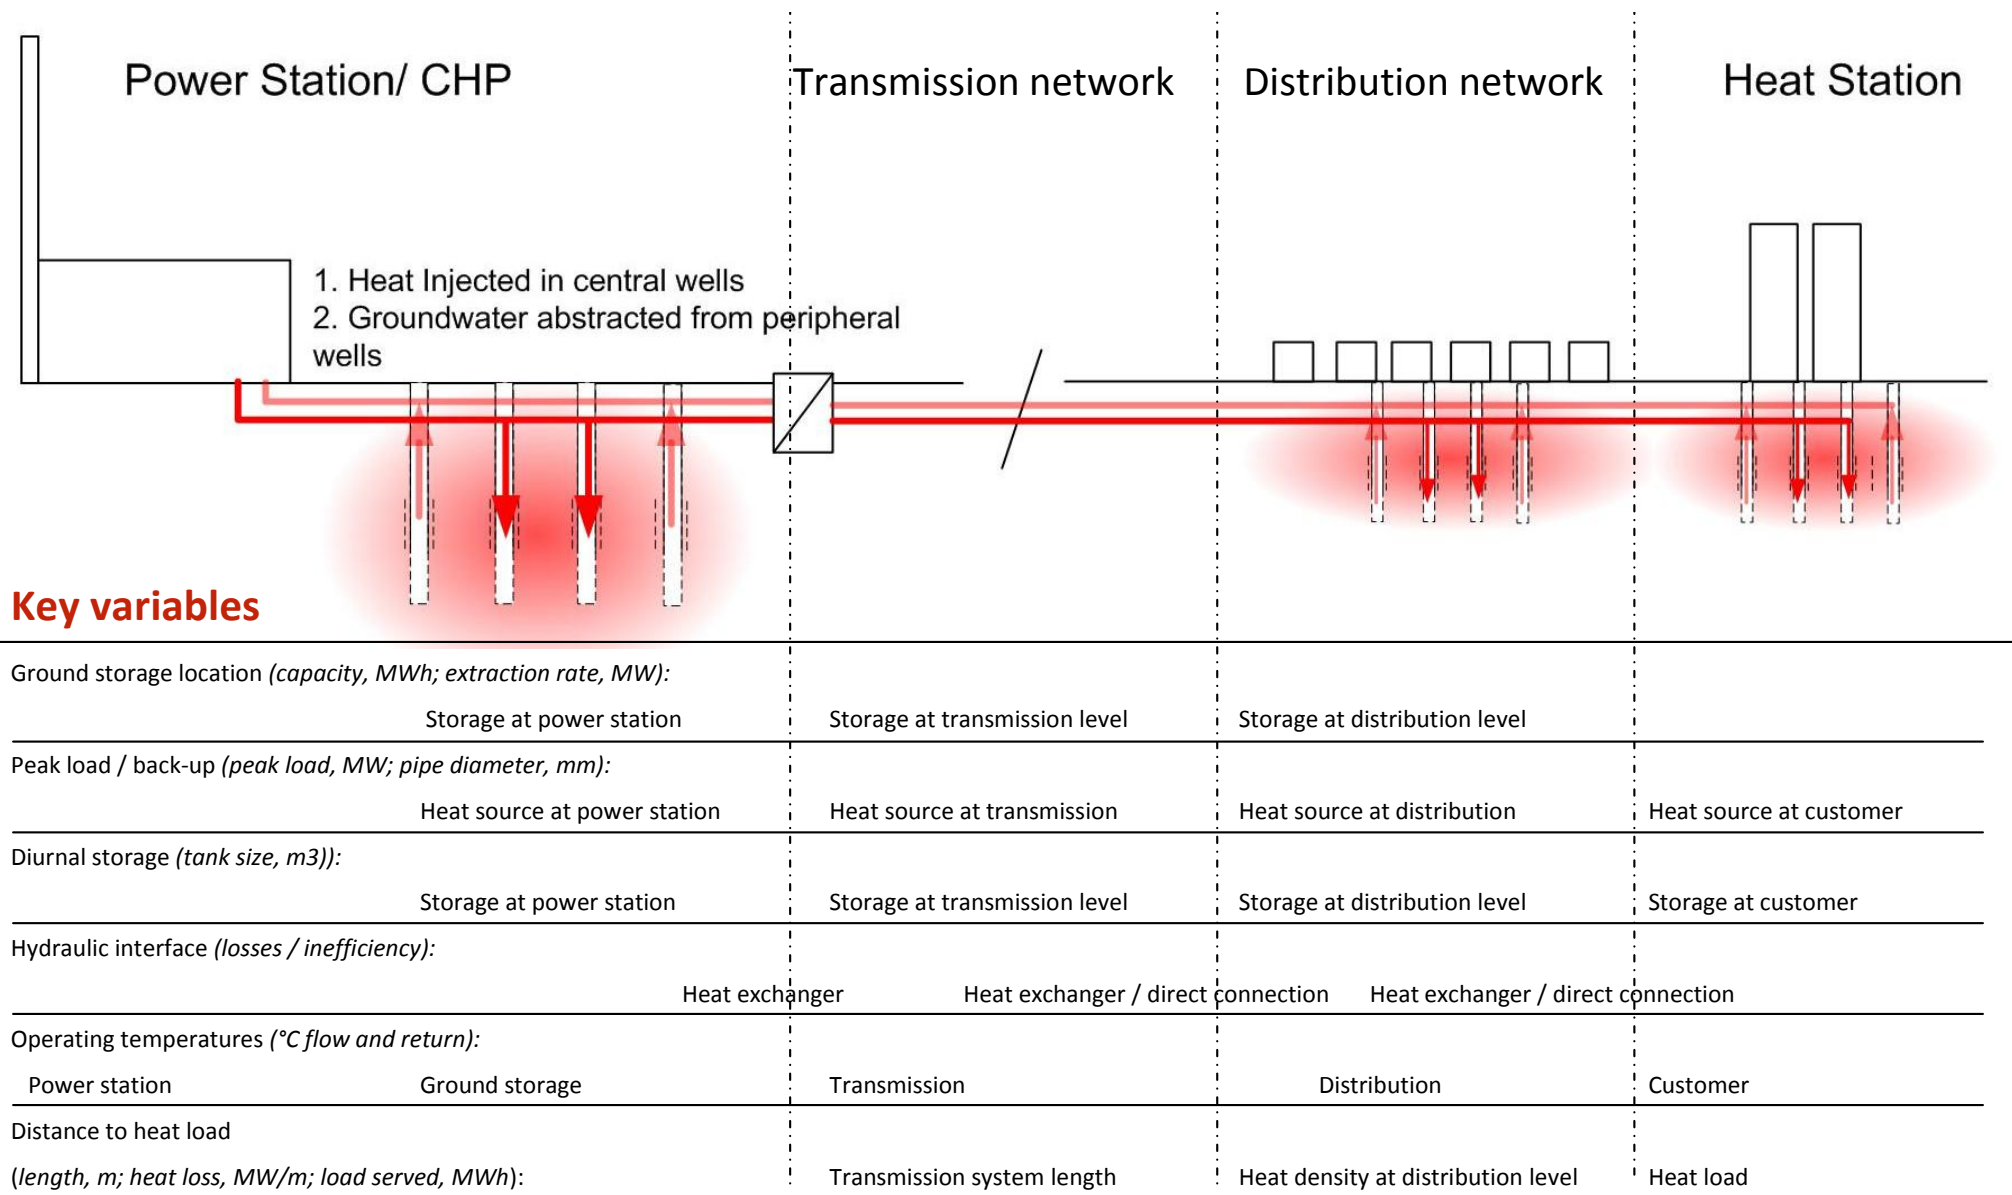 Power Station/ CHP
Transmission network
Distribution network
Heat Station
1. Heat Injected in central wells
2. Groundwater abstracted from peripheral
wells
Key variables
Ground storage location (capacity, MWh; extraction rate, MW):
Storage at power station
Storage at transmission level
Storage at distribution level
Peak load / back-up (peak load, MW; pipe diameter, mm):
Heat source at power station
Heat source at transmission
Heat source at distribution
Heat source at customer
Diurnal storage (tank size, m3)):
Storage at power station
Storage at transmission level
Storage at distribution level
Storage at customer
Hydraulic interface (losses / inefficiency):
Heat exchanger
Heat exchanger / direct connection
Heat exchanger / direct connection
Operating temperatures (°C flow and return):
Power station
Ground storage
Transmission
Distribution
Customer
Distance to heat load
(length, m; heat loss, MW/m; load served, MWh):
Transmission system length
Heat density at distribution level
Heat load